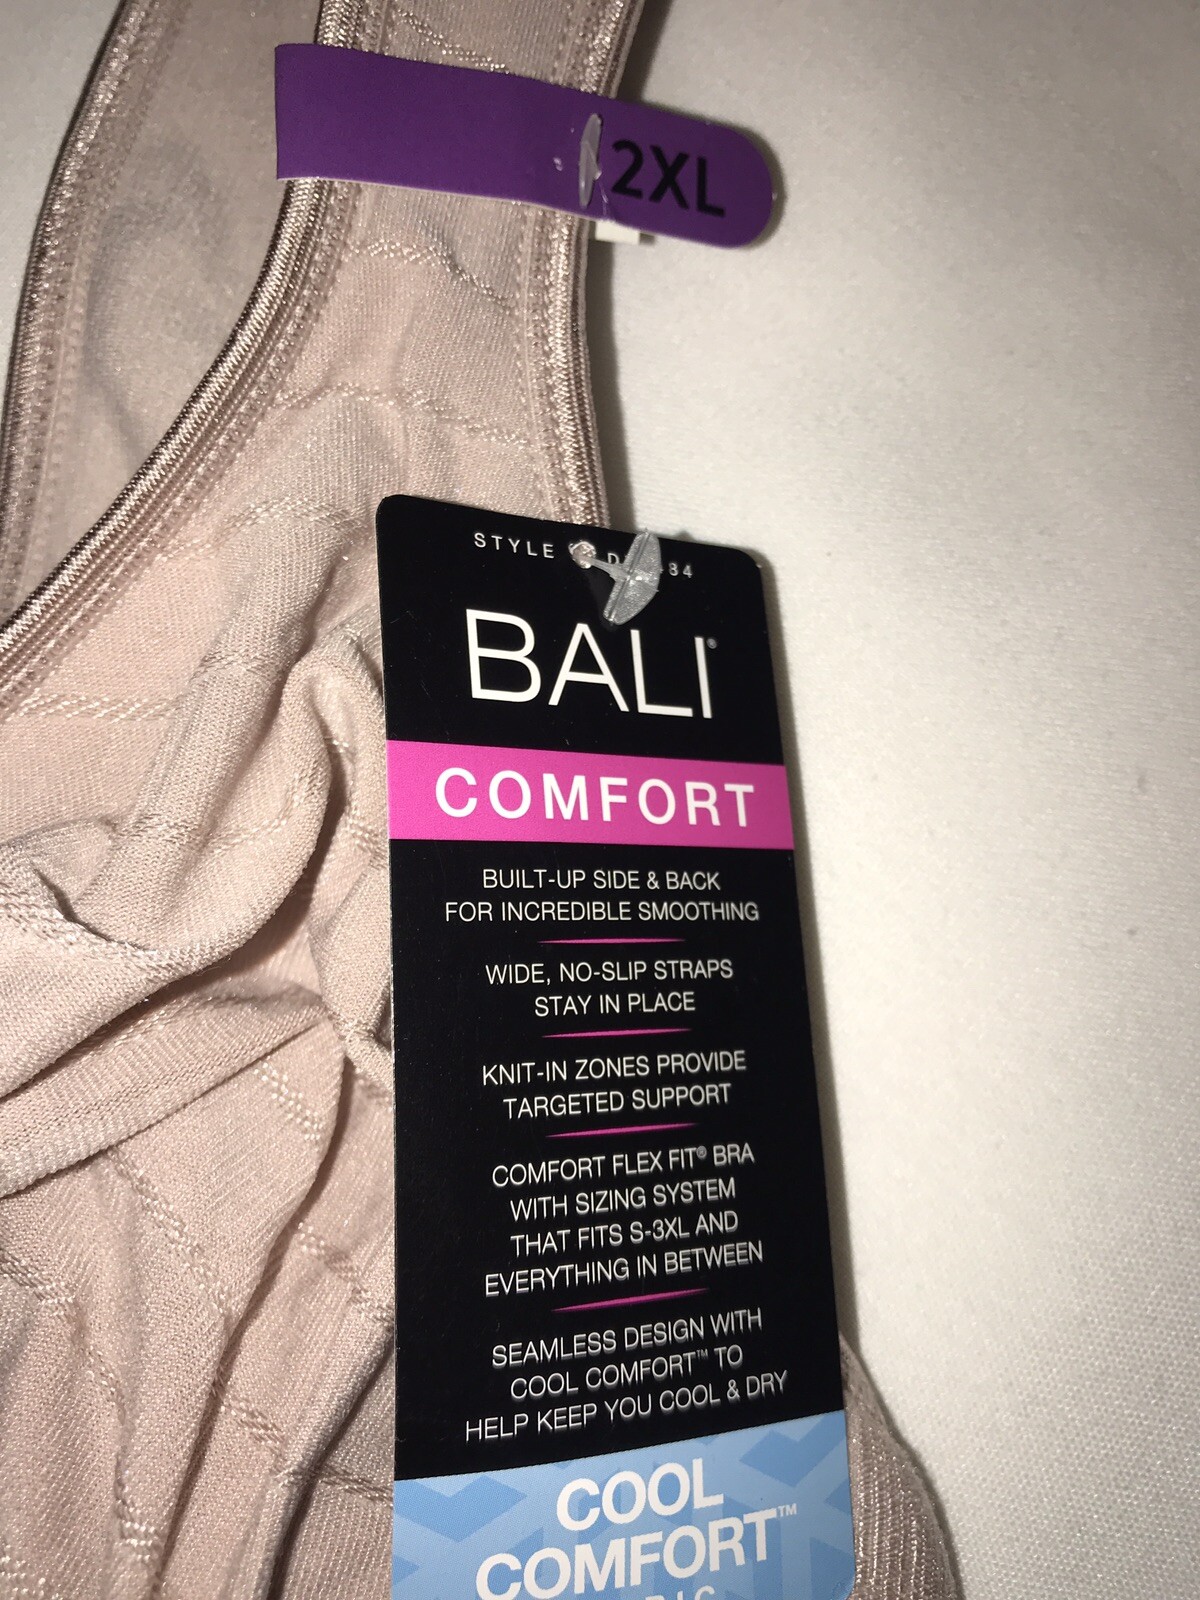 2XL
STYLE
BALI®
COMFORT
BUILT-UP SIDE & BACK
FOR INCREDIBLE SMOOTHING
WIDE, NO-SLIP STRAPS
STAY IN PLACE
KNIT-IN ZONES PROVIDE
TARGETED SUPPORT
COMFORT FLEX FIT® BRA
WITH SIZING SYSTEM
THAT FITS S-3XL AND
EVERYTHING IN BETWEEN
SEAMLESS DESIGN WITH
COOL COMFORT™ TO
HELP KEEP YOU COOL & DRY
COOL
COMFORT™